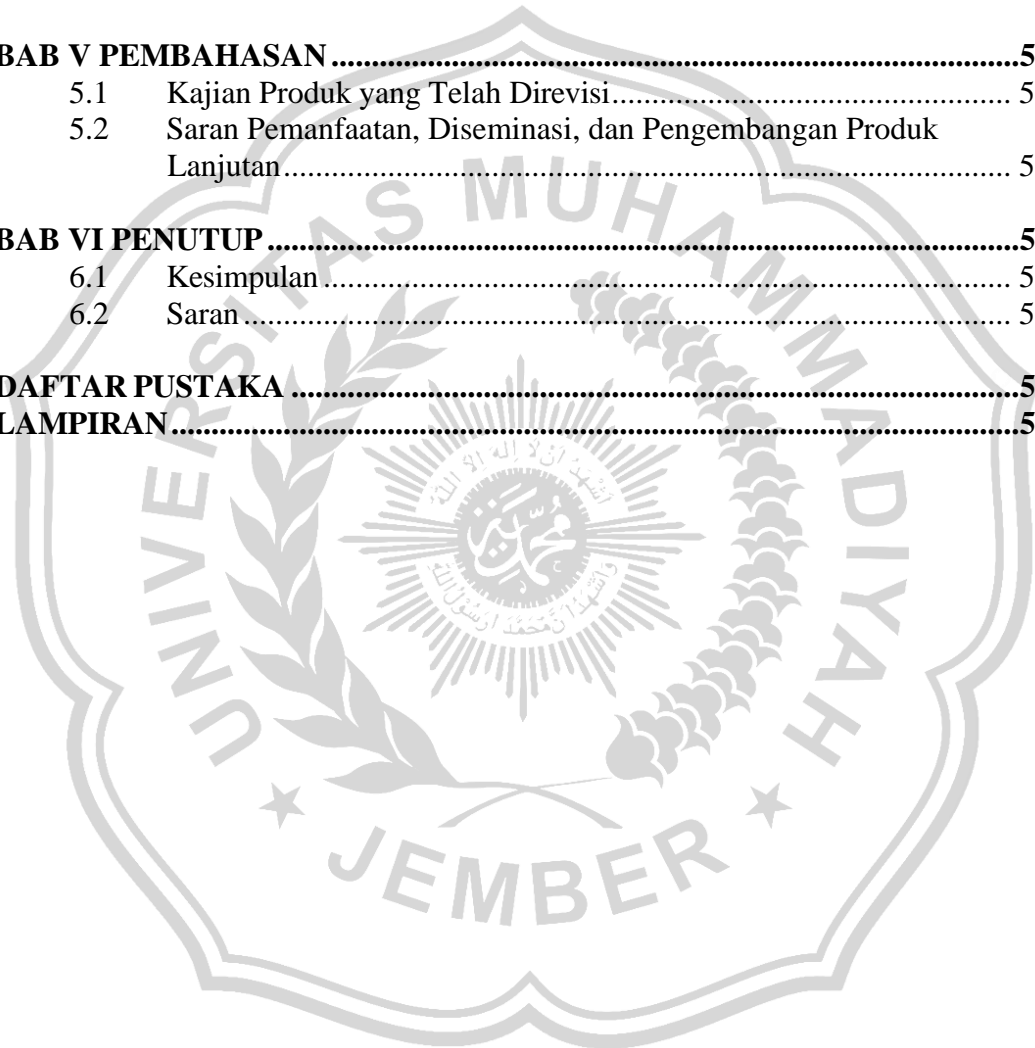 BAB V PEMBAHASAN..........................................................................................................5
5.1 Kajian Produk yang Telah Direvisi.................................................... 5
5.2 Saran Pemanfaatan, Diseminasi, dan Pengembangan Produk
Lanjutan............................................................................................. 5
BAB VI PENUTUP.................................................................................................5
6.1 Kesimpulan........................................................................................ 5
6.2 Saran.................................................................................................. 5
DAFTAR PUSTAKA..............................................................................................5
LAMPIRAN.............................................................................................................5
UNIVERSITAS MUHAMMADIYAH
JEMBER